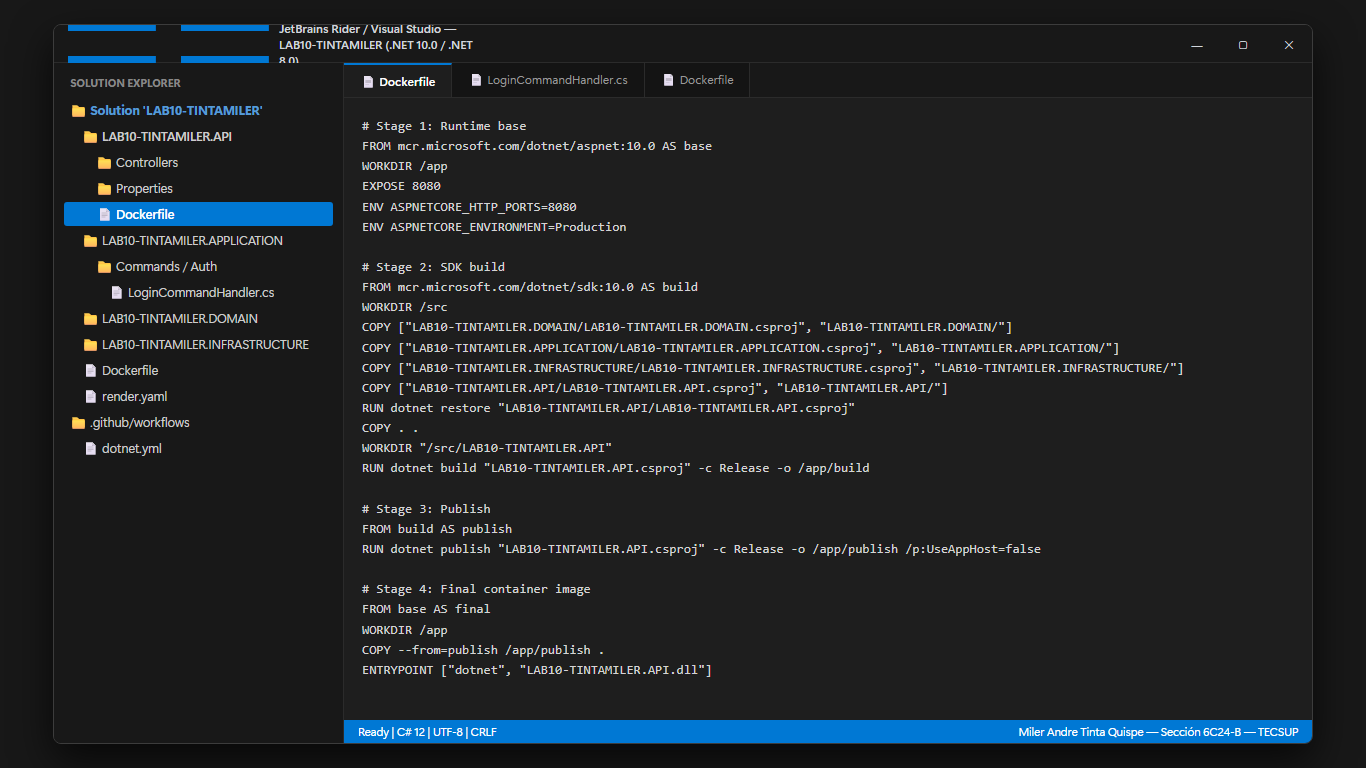 JetBrains Rider / Visual Studio —
LAB10-TINTAMILER (.NET 10.0 / .NET
8.0)
SOLUTION EXPLORER
Solution 'LAB10-TINTAMILER'
LAB10-TINTAMILER.API
Controllers
Properties
Dockerfile
LAB10-TINTAMILER.APPLICATION
Commands / Auth
LoginCommandHandler.cs
LAB10-TINTAMILER.DOMAIN
LAB10-TINTAMILER.INFRASTRUCTURE
Dockerfile
render.yaml
.github/workflows
dotnet.yml
Dockerfile
LoginCommandHandler.cs
Dockerfile
# Stage 1: Runtime base
FROM mcr.microsoft.com/dotnet/aspnet:10.0 AS base
WORKDIR /app
EXPOSE 8080
ENV ASPNETCORE_HTTP_PORTS=8080
ENV ASPNETCORE_ENVIRONMENT=Production
# Stage 2: SDK build
FROM mcr.microsoft.com/dotnet/sdk:10.0 AS build
WORKDIR /src
COPY ["LAB10-TINTAMILER.DOMAIN/LAB10-TINTAMILER.DOMAIN.csproj", "LAB10-TINTAMILER.DOMAIN/"]
COPY ["LAB10-TINTAMILER.APPLICATION/LAB10-TINTAMILER.APPLICATION.csproj", "LAB10-TINTAMILER.APPLICATION/"]
COPY ["LAB10-TINTAMILER.INFRASTRUCTURE/LAB10-TINTAMILER.INFRASTRUCTURE.csproj", "LAB10-TINTAMILER.INFRASTRUCTURE/"]
COPY ["LAB10-TINTAMILER.API/LAB10-TINTAMILER.API.csproj", "LAB10-TINTAMILER.API/"]
RUN dotnet restore "LAB10-TINTAMILER.API/LAB10-TINTAMILER.API.csproj"
COPY . .
WORKDIR "/src/LAB10-TINTAMILER.API"
RUN dotnet build "LAB10-TINTAMILER.API.csproj" -c Release -o /app/build
# Stage 3: Publish
FROM build AS publish
RUN dotnet publish "LAB10-TINTAMILER.API.csproj" -c Release -o /app/publish /p:UseAppHost=false
# Stage 4: Final container image
FROM base AS final
WORKDIR /app
COPY --from=publish /app/publish .
ENTRYPOINT ["dotnet", "LAB10-TINTAMILER.API.dll"]
Ready | C# 12 | UTF-8 | CRLF
Miler Andre Tinta Quispe — Sección 6C24-B — TECSUP